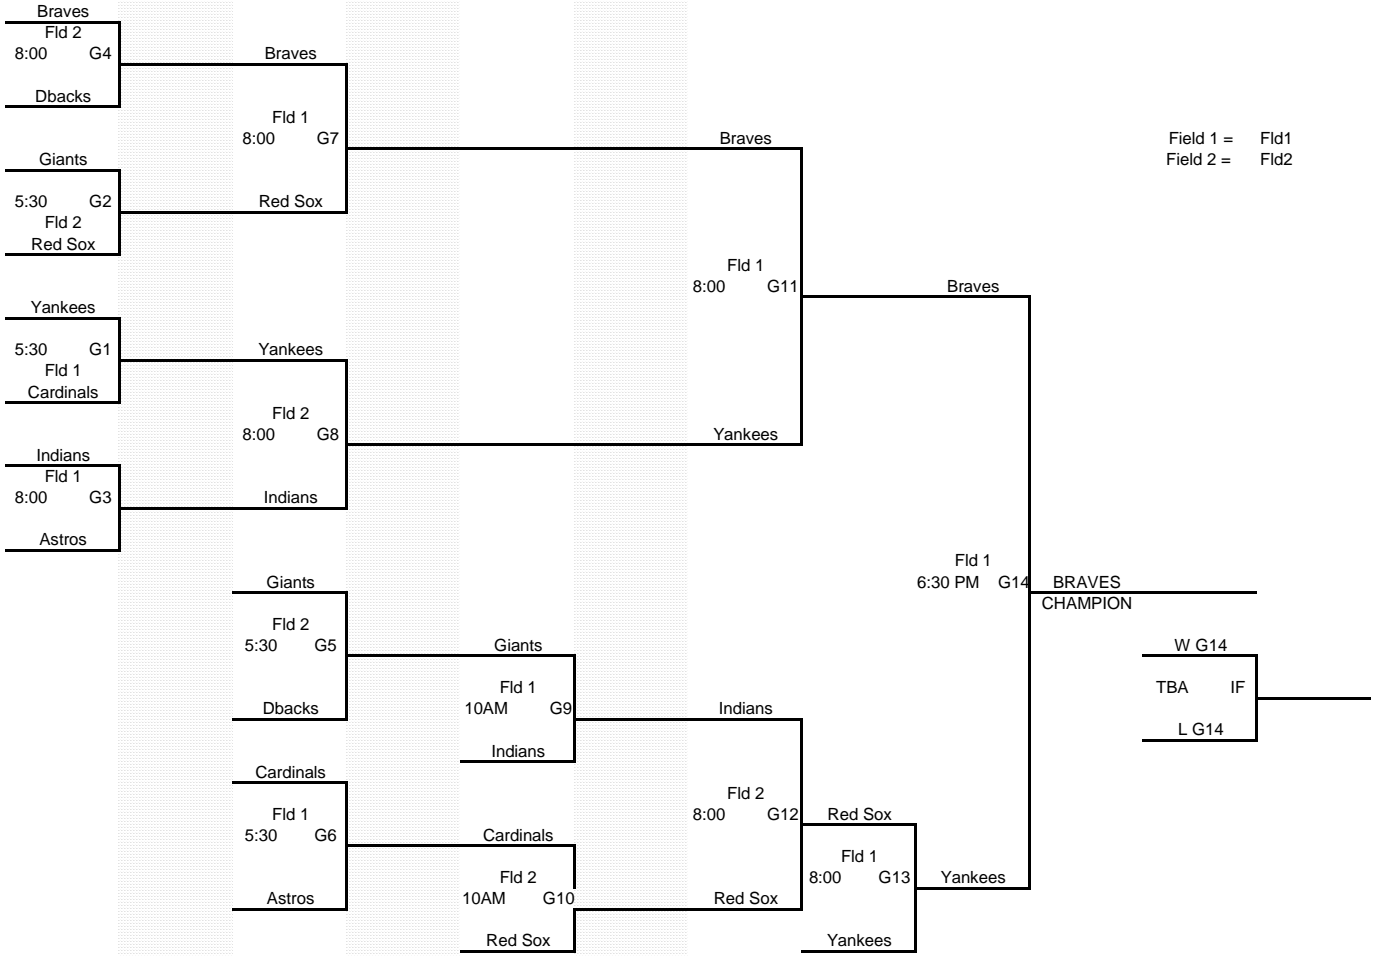 Braves
Fld 2
8:00 G4
Braves
Dbacks
Fld 1
8:00 G7
Braves
Field 1 = Fld1
Giants
Field 2 = Fld2
5:30 G2
Red Sox
Fld 2
Red Sox
Fld 1
8:00 G11
Braves
Yankees
5:30 G1
Yankees
Fld 1
Cardinals
Fld 2
8:00 G8
Yankees
Indians
Fld 1
8:00 G3
Indians
Astros
Fld 1
Giants
6:30 PM G14
BRAVES
CHAMPION
Fld 2
5:30 G5
Giants
W G14
Fld 1
TBA IF
Dbacks
10AM G9
Indians
L G14
Indians
Cardinals
Fld 2
Fld 1
8:00 G12
Red Sox
5:30 G6
Cardinals
Fld 1
Fld 2
8:00 G13
Yankees
Astros
10AM G10
Red Sox
Red Sox
Yankees